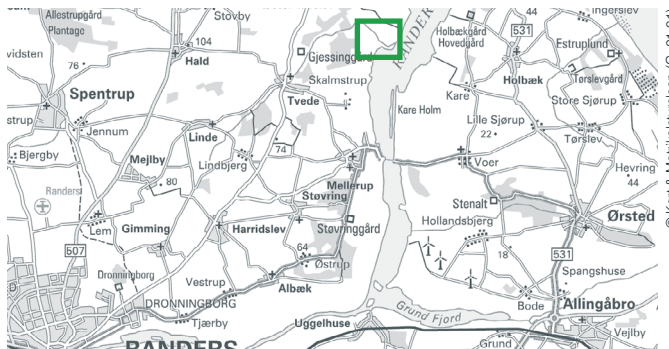 Allestrupgård
Plantage
Støvby
104
Hald
76
vidsten
Spentrup
strup
Jennum
Bjergby
Linde
Mejlby
Lindbjerg
80
Randers
Lem
Gimming
507
Dronningborg
Vestrup
DRONNINGBORG
Tjærby
RANDERS
Gjessinggård
Skalmstrup
Tvede
74
Mellerup
Støvring
Støvringgård
Harridslev
64
Østrup
Albæk
Uggelhuse
RANDER
Kare Holm
Holbækgård
Hovedgård
44
531
Ingerslev
Estruplund
Holbæk
Tørslevgård
Kare
Store Sjørup
Lille Sjørup
22
Tørslev
Voer
Hevring
44
Stenalt
Hollandsbjerg
Ørsted
18
531
Spangshuse
Bode
Allingåbro
Grund Fjord
Vejlby
Grund